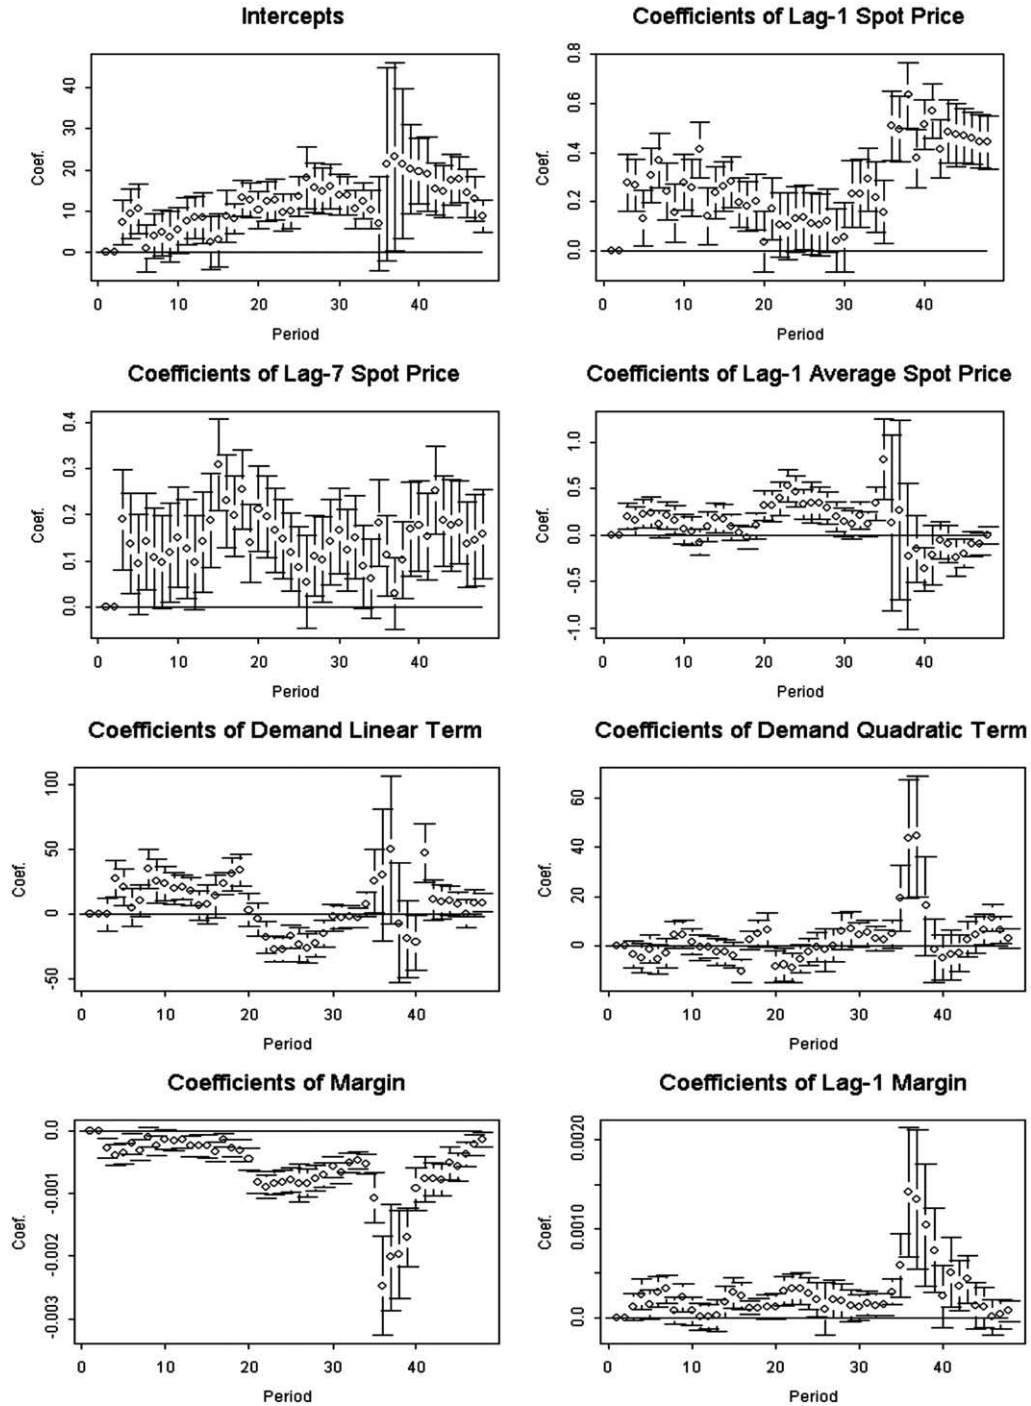 Intercepts
Coef.
0 10 20 30 40
0 10 20 30 40
Period
Coefficients of Lag-1 Spot Price
Coef.
0.0 0.2 0.4 0.6 0.8
0 10 20 30 40
Period
Coefficients of Lag-7 Spot Price
Coef.
0.0 0.1 0.2 0.3 0.4
0 10 20 30 40
Period
Coefficients of Lag-1 Average Spot Price
Coef.
-1.0 -0.5 0.0 0.5 1.0
0 10 20 30 40
Period
Coefficients of Demand Linear Term
Coef.
-50 0 50 100
0 10 20 30 40
Period
Coefficients of Demand Quadratic Term
Coef.
0 20 40 60
0 10 20 30 40
Period
Coefficients of Margin
Coef.
-0.003 -0.002 -0.001 0.0
0 10 20 30 40
Period
Coefficients of Lag-1 Margin
Coef.
0.0 0.0010 0.0020
0 10 20 30 40
Period